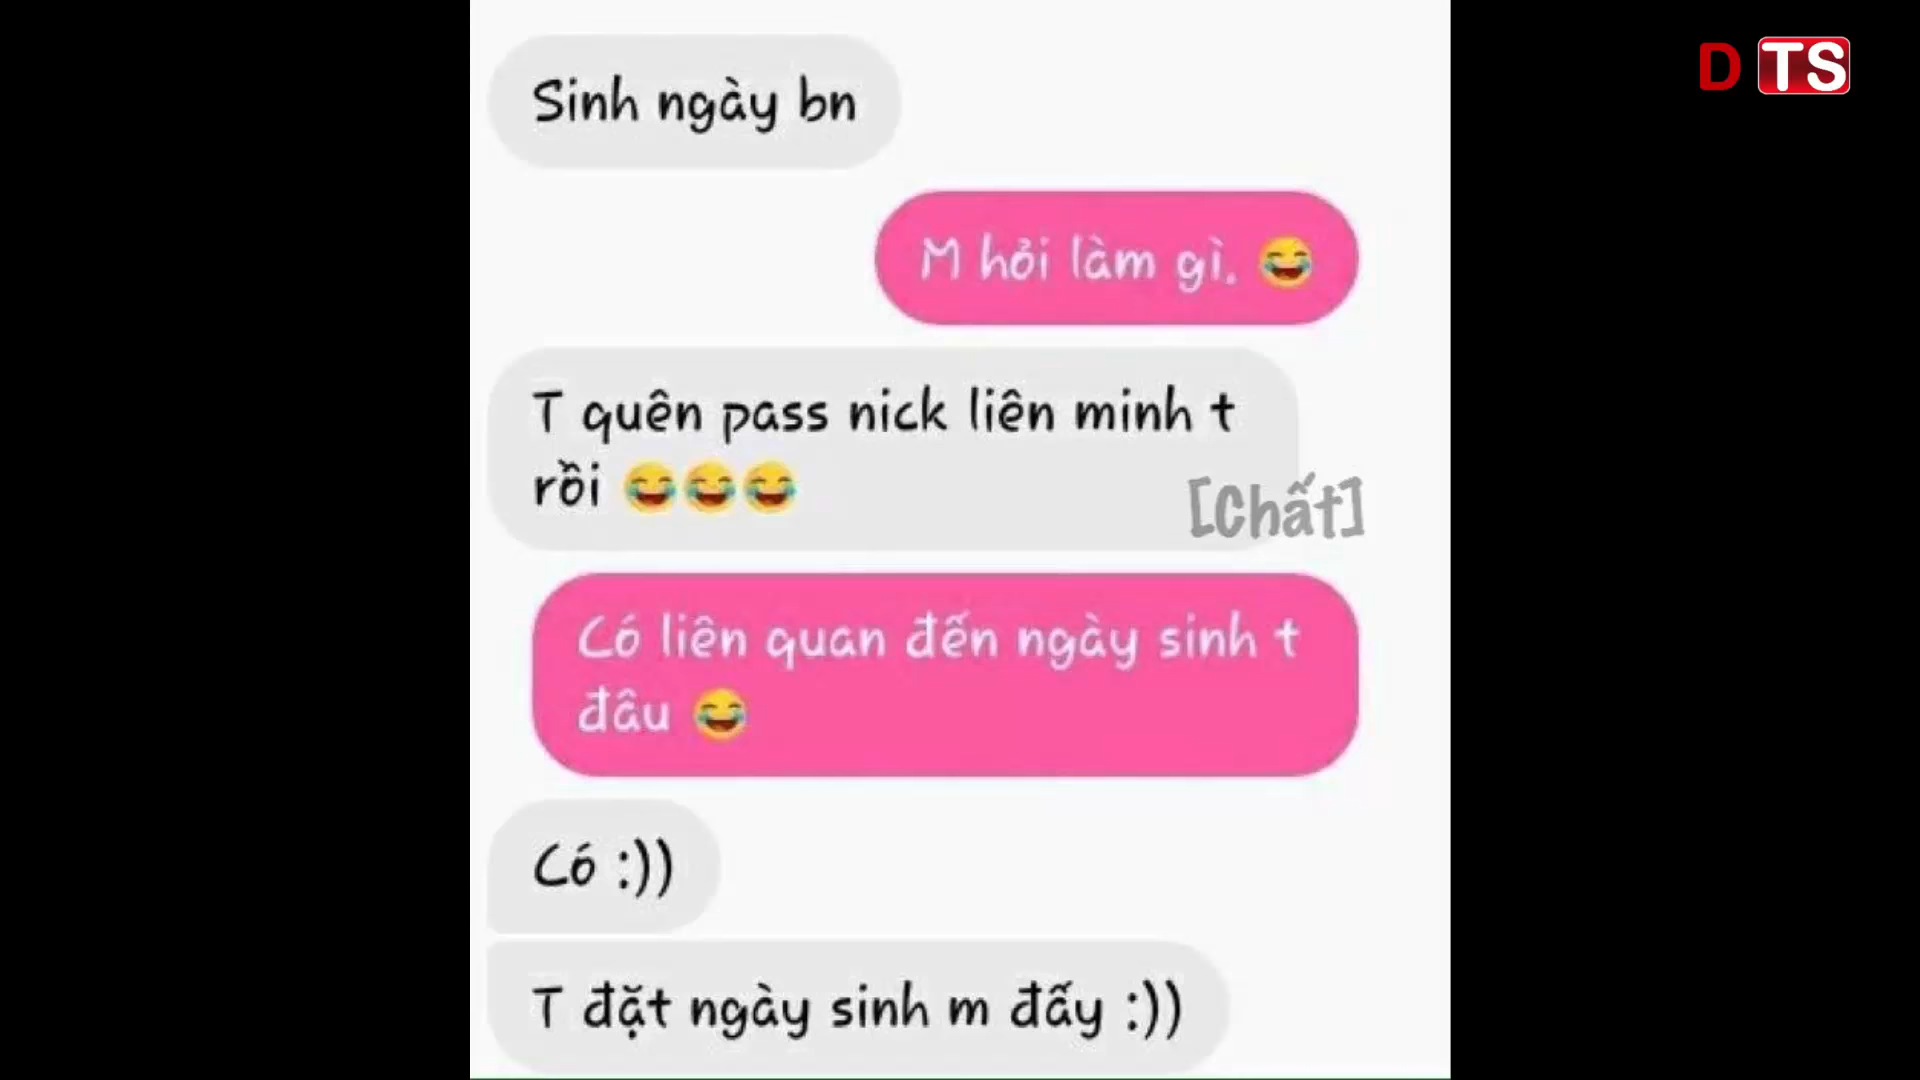 D TS
Sinh ngày bn
M hỏi làm gì. 😂
T quên pass nick liên minh t
rồi 😂😂😂
[Chất]
Có liên quan đến ngày sinh t
đâu 😂
Có :))
T đặt ngày sinh m đấy :))